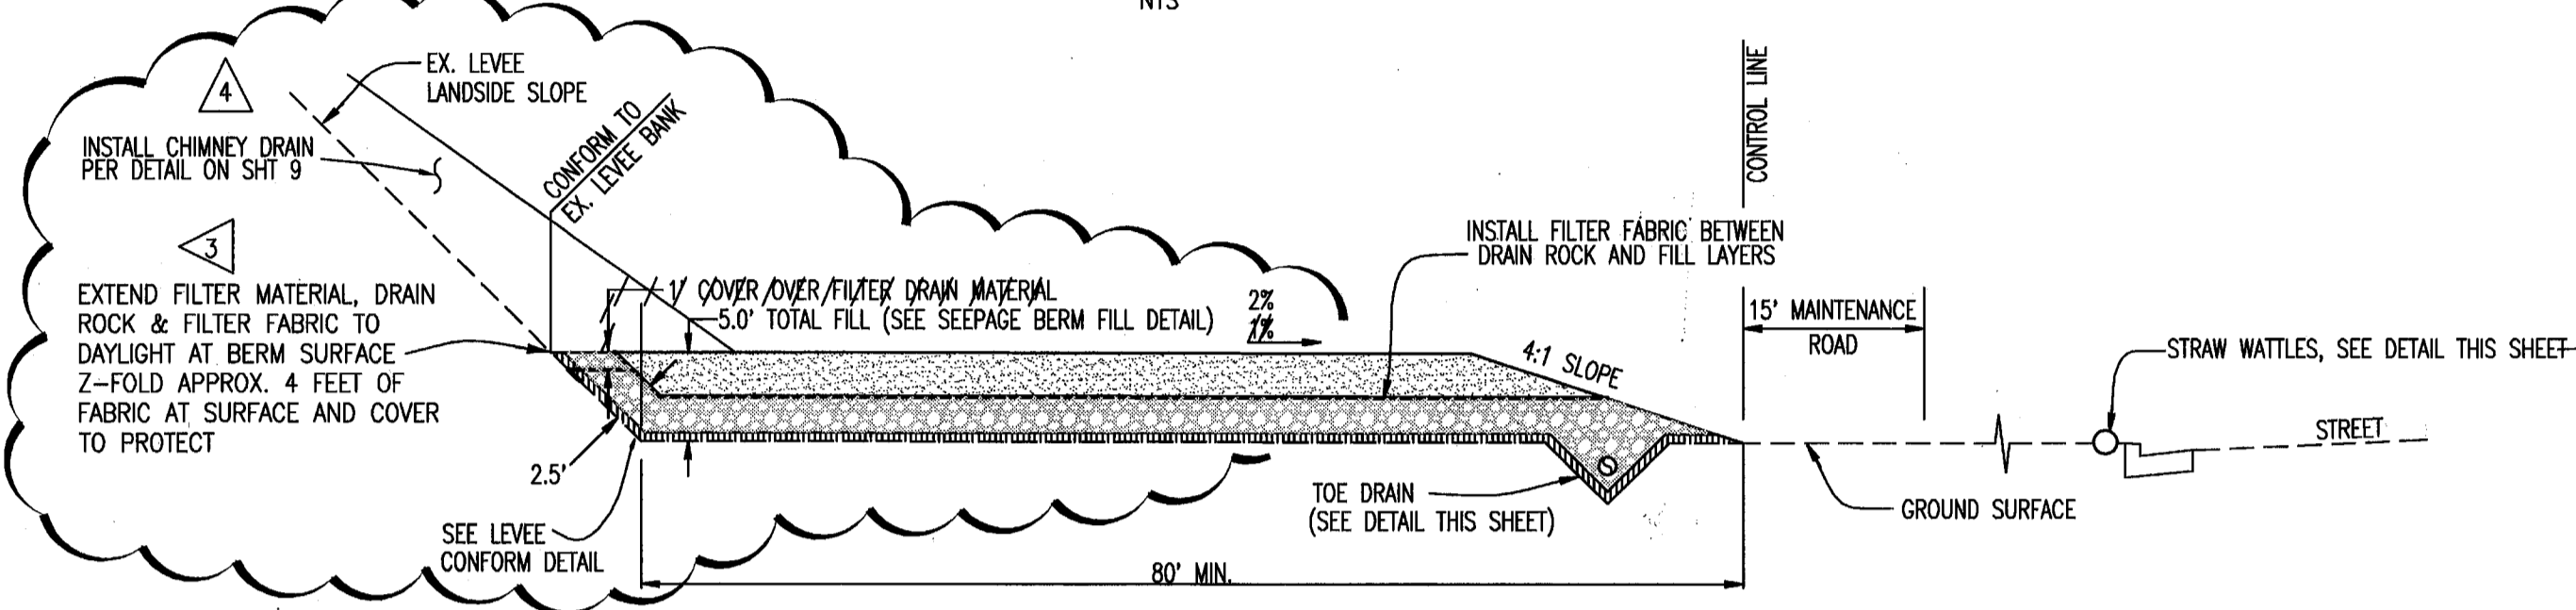 NTS
4
EX. LEVEE
LANDSIDE SLOPE
INSTALL CHIMNEY DRAIN
PER DETAIL ON SHT 9
CONFORM TO
EX. LEVEE BANK
CONTROL LINE
3
EXTEND FILTER MATERIAL, DRAIN
ROCK & FILTER FABRIC TO
DAYLIGHT AT BERM SURFACE
Z-FOLD APPROX. 4 FEET OF
FABRIC AT SURFACE AND COVER
TO PROTECT
1' COVER OVER FILTER DRAIN MATERIAL
5.0' TOTAL FILL (SEE SEEPAGE BERM FILL DETAIL)
2%
1%
INSTALL FILTER FABRIC BETWEEN
DRAIN ROCK AND FILL LAYERS
15' MAINTENANCE
ROAD
4:1 SLOPE
STRAW WATTLES, SEE DETAIL THIS SHEET
STREET
2.5'
TOE DRAIN
(SEE DETAIL THIS SHEET)
GROUND SURFACE
SEE LEVEE
CONFORM DETAIL
80' MIN.